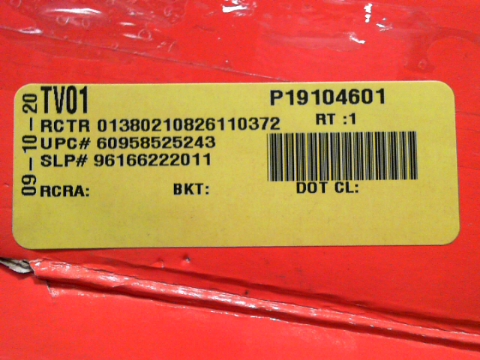 09-10-20
TV01 P19104601
RCTR 01380210826110372 RT :1
UPC# 60958525243
SLP# 96166222011
RCRA: BKT: DOT CL: